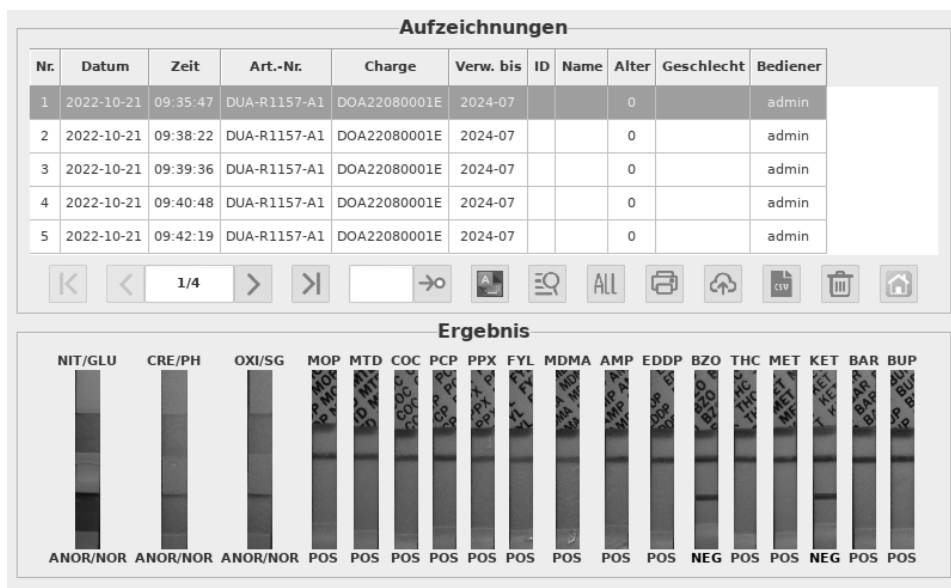 Aufzeichnungen
Nr. Datum Zeit Art.-Nr. Charge Verw. bis ID Name Alter Geschlecht Bediener
1 2022-10-21 09:35:47 DUA-R1157-A1 DOA22080001E 2024-07 0 admin
2 2022-10-21 09:38:22 DUA-R1157-A1 DOA22080001E 2024-07 0 admin
3 2022-10-21 09:39:36 DUA-R1157-A1 DOA22080001E 2024-07 0 admin
4 2022-10-21 09:40:48 DUA-R1157-A1 DOA22080001E 2024-07 0 admin
5 2022-10-21 09:42:19 DUA-R1157-A1 DOA22080001E 2024-07 0 admin
1/4 A ALL CSV
Ergebnis
NIT/GLU CRE/PH OXI/SG MOP MTD COC PCP PPX FYL MDMA AMP EDDP BZO THC MET KET BAR BUP
ANOR/NOR ANOR/NOR ANOR/NOR POS POS POS POS POS POS POS POS POS NEG POS POS NEG POS POS